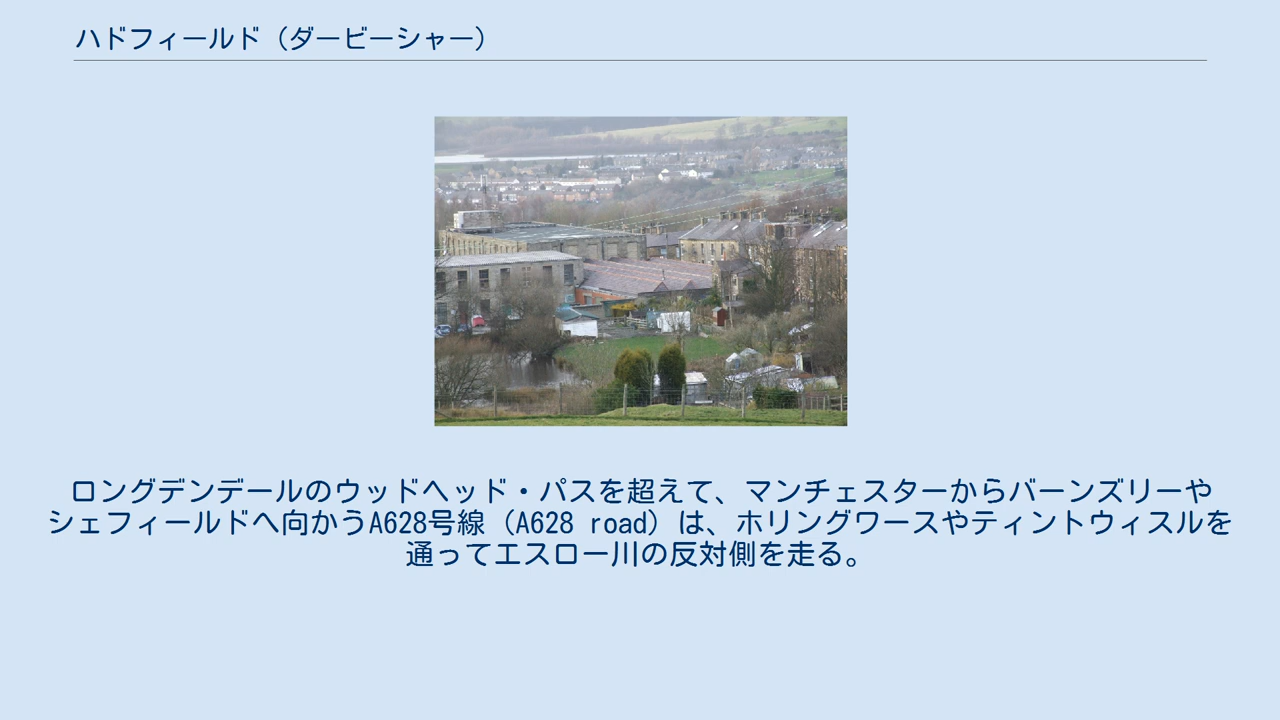 ハドフィールド（ダービーシャー）
ロングデンデールのウッドヘッド・パスを超えて、マンチェスターからバーンズリーや
シェフィールドへ向かうA628号線（A628 road）は、ホリングワースやティントウィスルを
通ってエスロー川の反対側を走る。